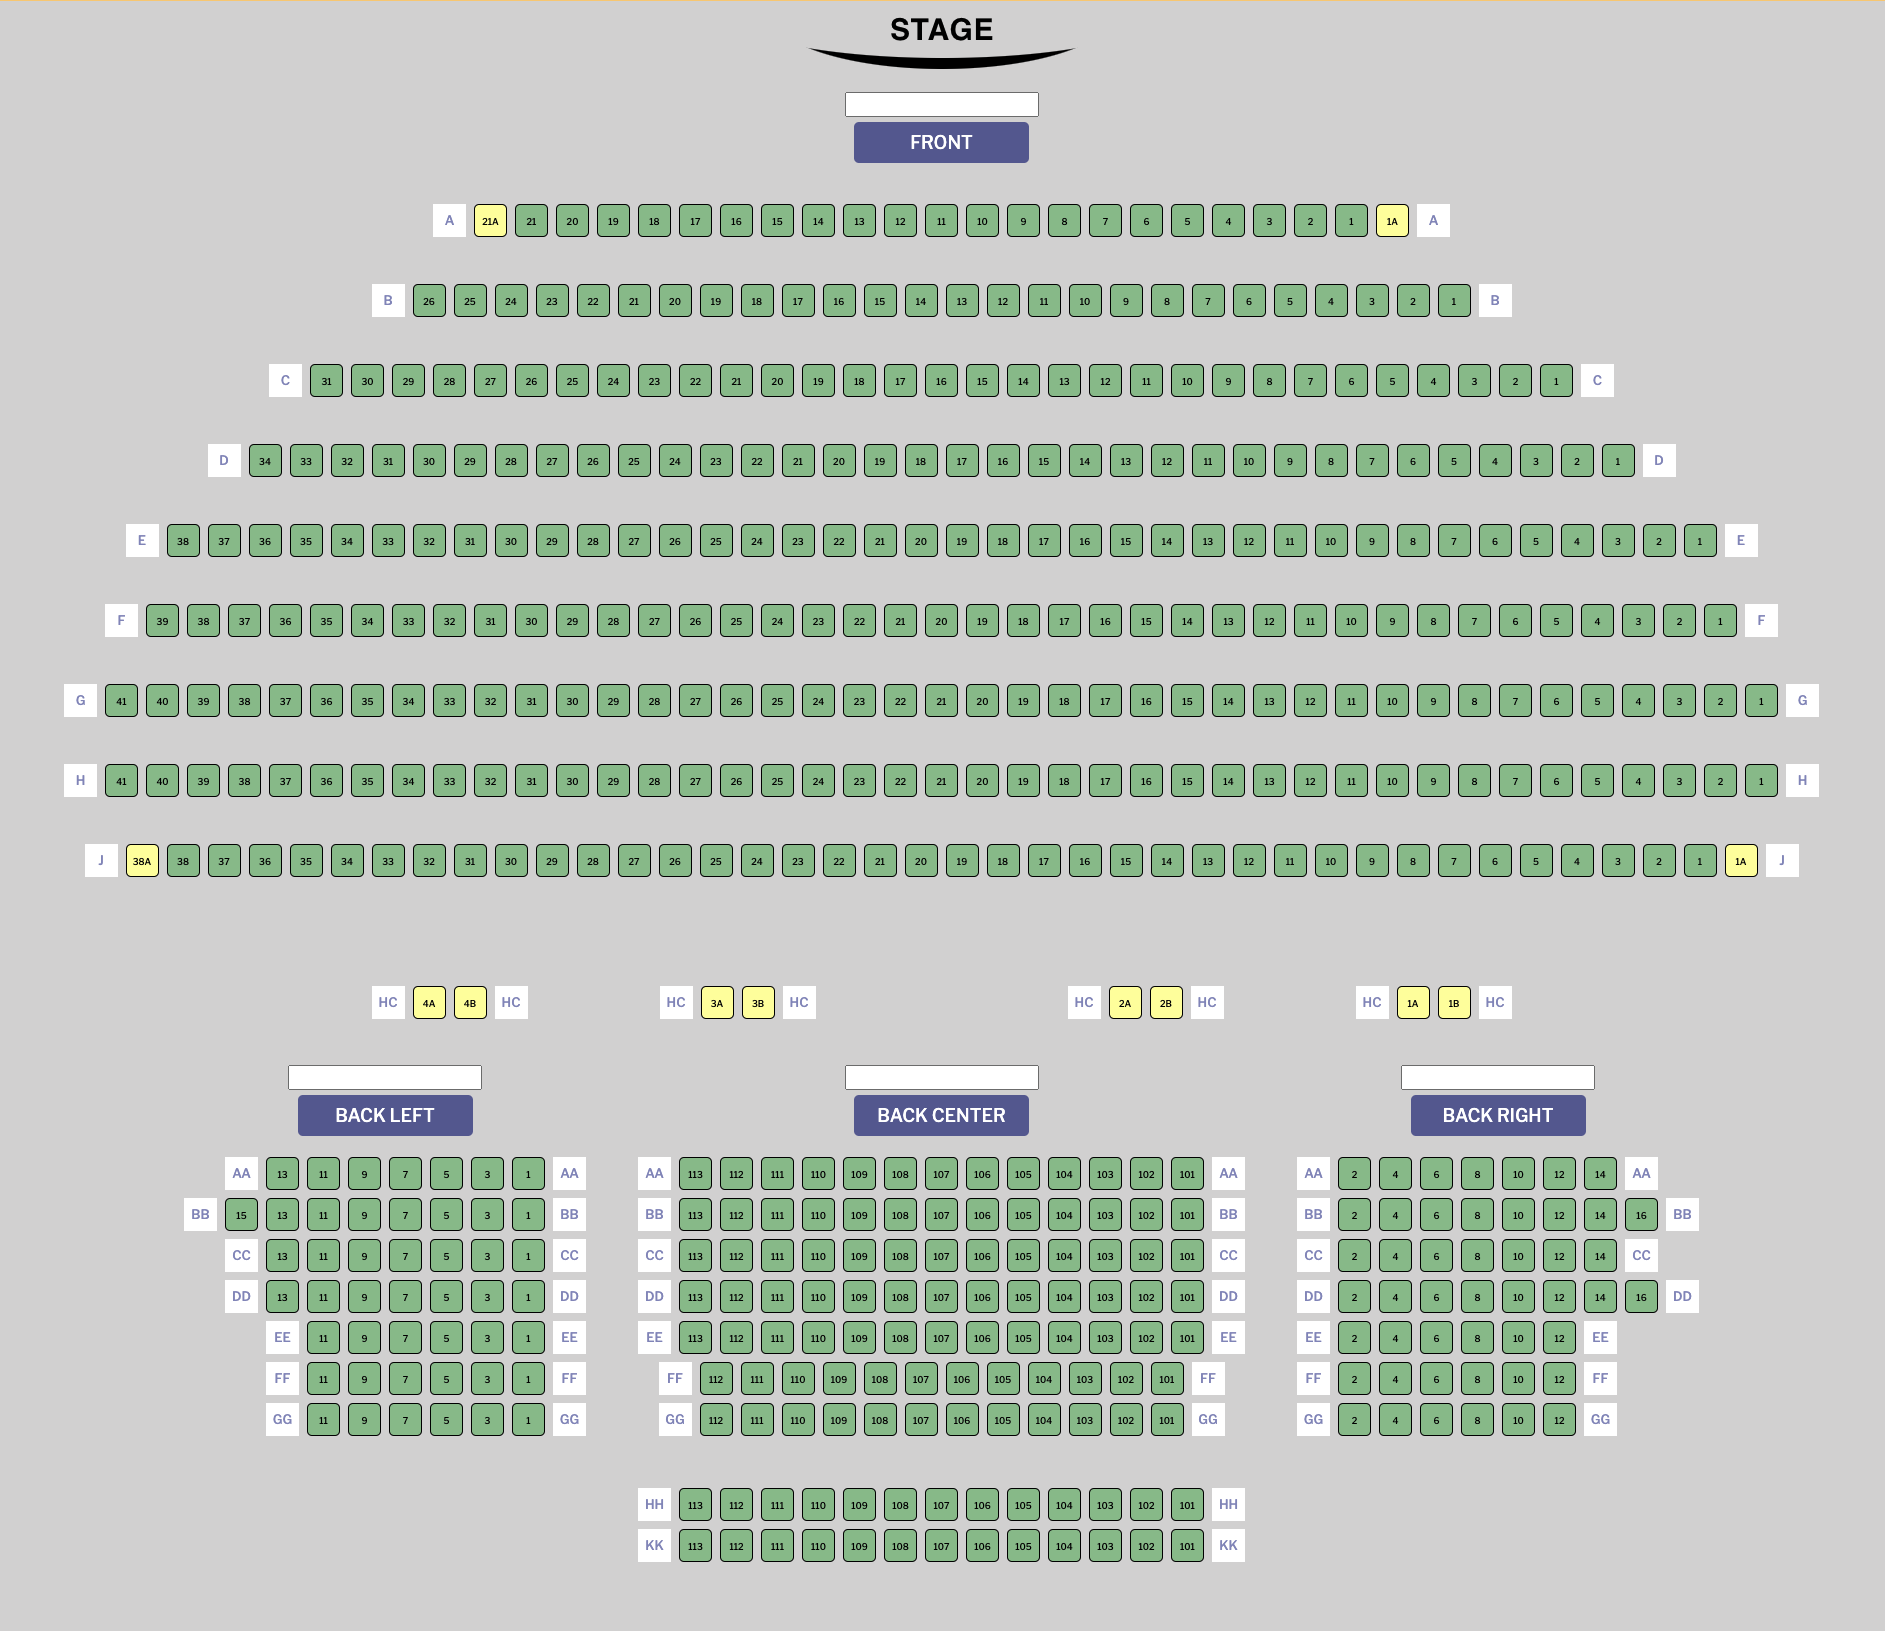 STAGE
FRONT
A 21A 21 20 19 18 17 16 15 14 13 12 11 10 9 8 7 6 5 4 3 2 1 1A A
B 26 25 24 23 22 21 20 19 18 17 16 15 14 13 12 11 10 9 8 7 6 5 4 3 2 1 B
C 31 30 29 28 27 26 25 24 23 22 21 20 19 18 17 16 15 14 13 12 11 10 9 8 7 6 5 4 3 2 1 C
D 34 33 32 31 30 29 28 27 26 25 24 23 22 21 20 19 18 17 16 15 14 13 12 11 10 9 8 7 6 5 4 3 2 1 D
E 38 37 36 35 34 33 32 31 30 29 28 27 26 25 24 23 22 21 20 19 18 17 16 15 14 13 12 11 10 9 8 7 6 5 4 3 2 1 E
F 39 38 37 36 35 34 33 32 31 30 29 28 27 26 25 24 23 22 21 20 19 18 17 16 15 14 13 12 11 10 9 8 7 6 5 4 3 2 1 F
G 41 40 39 38 37 36 35 34 33 32 31 30 29 28 27 26 25 24 23 22 21 20 19 18 17 16 15 14 13 12 11 10 9 8 7 6 5 4 3 2 1 G
H 41 40 39 38 37 36 35 34 33 32 31 30 29 28 27 26 25 24 23 22 21 20 19 18 17 16 15 14 13 12 11 10 9 8 7 6 5 4 3 2 1 H
J 38A 38 37 36 35 34 33 32 31 30 29 28 27 26 25 24 23 22 21 20 19 18 17 16 15 14 13 12 11 10 9 8 7 6 5 4 3 2 1 1A J
HC 4A 4B HC HC 3A 3B HC HC 2A 2B HC HC 1A 1B HC
BACK LEFT BACK CENTER BACK RIGHT
AA 13 11 9 7 5 3 1 AA AA 113 112 111 110 109 108 107 106 105 104 103 102 101 AA AA 2 4 6 8 10 12 14 AA
BB 15 13 11 9 7 5 3 1 BB BB 113 112 111 110 109 108 107 106 105 104 103 102 101 BB BB 2 4 6 8 10 12 14 16 BB
CC 13 11 9 7 5 3 1 CC CC 113 112 111 110 109 108 107 106 105 104 103 102 101 CC CC 2 4 6 8 10 12 14 CC
DD 13 11 9 7 5 3 1 DD DD 113 112 111 110 109 108 107 106 105 104 103 102 101 DD DD 2 4 6 8 10 12 14 16 DD
EE 11 9 7 5 3 1 EE EE 113 112 111 110 109 108 107 106 105 104 103 102 101 EE EE 2 4 6 8 10 12 EE
FF 11 9 7 5 3 1 FF FF 112 111 110 109 108 107 106 105 104 103 102 101 FF FF 2 4 6 8 10 12 FF
GG 11 9 7 5 3 1 GG GG 112 111 110 109 108 107 106 105 104 103 102 101 GG GG 2 4 6 8 10 12 GG
HH 113 112 111 110 109 108 107 106 105 104 103 102 101 HH
KK 113 112 111 110 109 108 107 106 105 104 103 102 101 KK